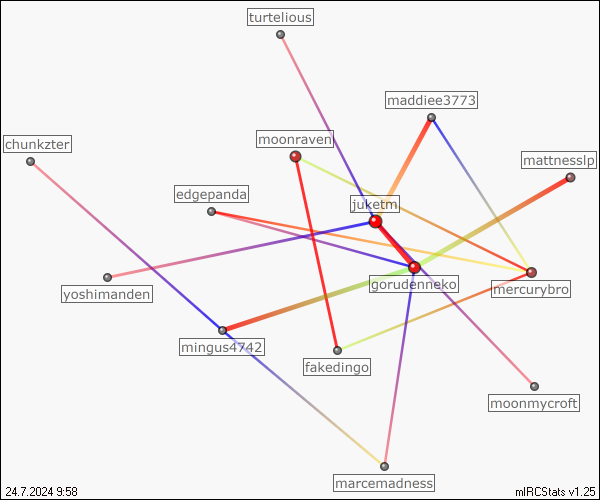 turtelious
maddiee3773
chunkzter
moonraven
mattnesslp
edgepanda
juketm
yoshimanden
gorudenneko
mercurybro
mingus4742
fakedingo
moonmycroft
marcemadness
24.7.2024 9:58
mIRCStats v1.25